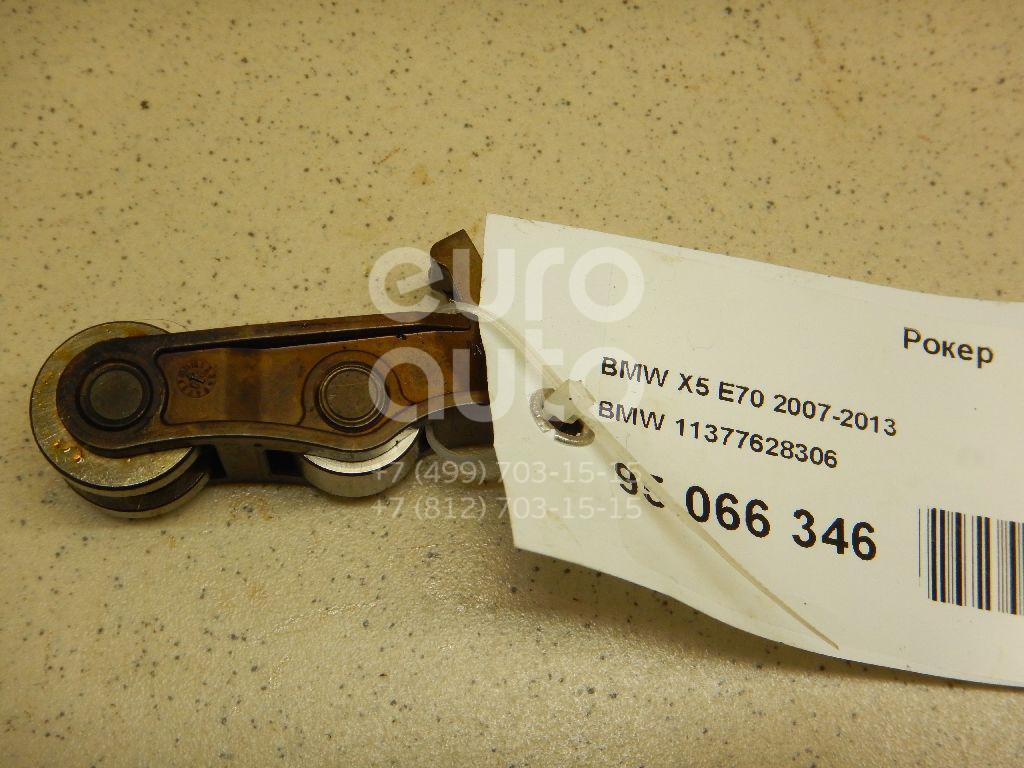 euro
auto
+7 (499) 703-15-15
+7 (812) 703-15-15
Рокер
BMW X5 E70 2007-2013
BMW 11377628306
95 066 346